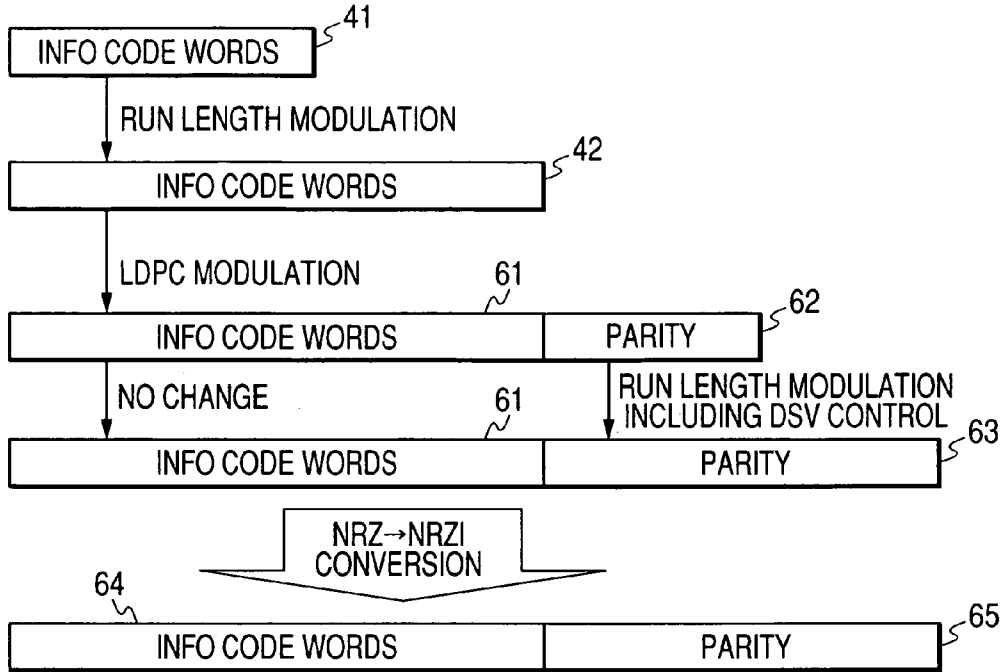 41
INFO CODE WORDS
RUN LENGTH MODULATION
42
INFO CODE WORDS
LDPC MODULATION
61
62
INFO CODE WORDS
PARITY
NO CHANGE
61
RUN LENGTH MODULATION
INCLUDING DSV CONTROL
63
INFO CODE WORDS
PARITY
NRZ→NRZI
CONVERSION
64
65
INFO CODE WORDS
PARITY